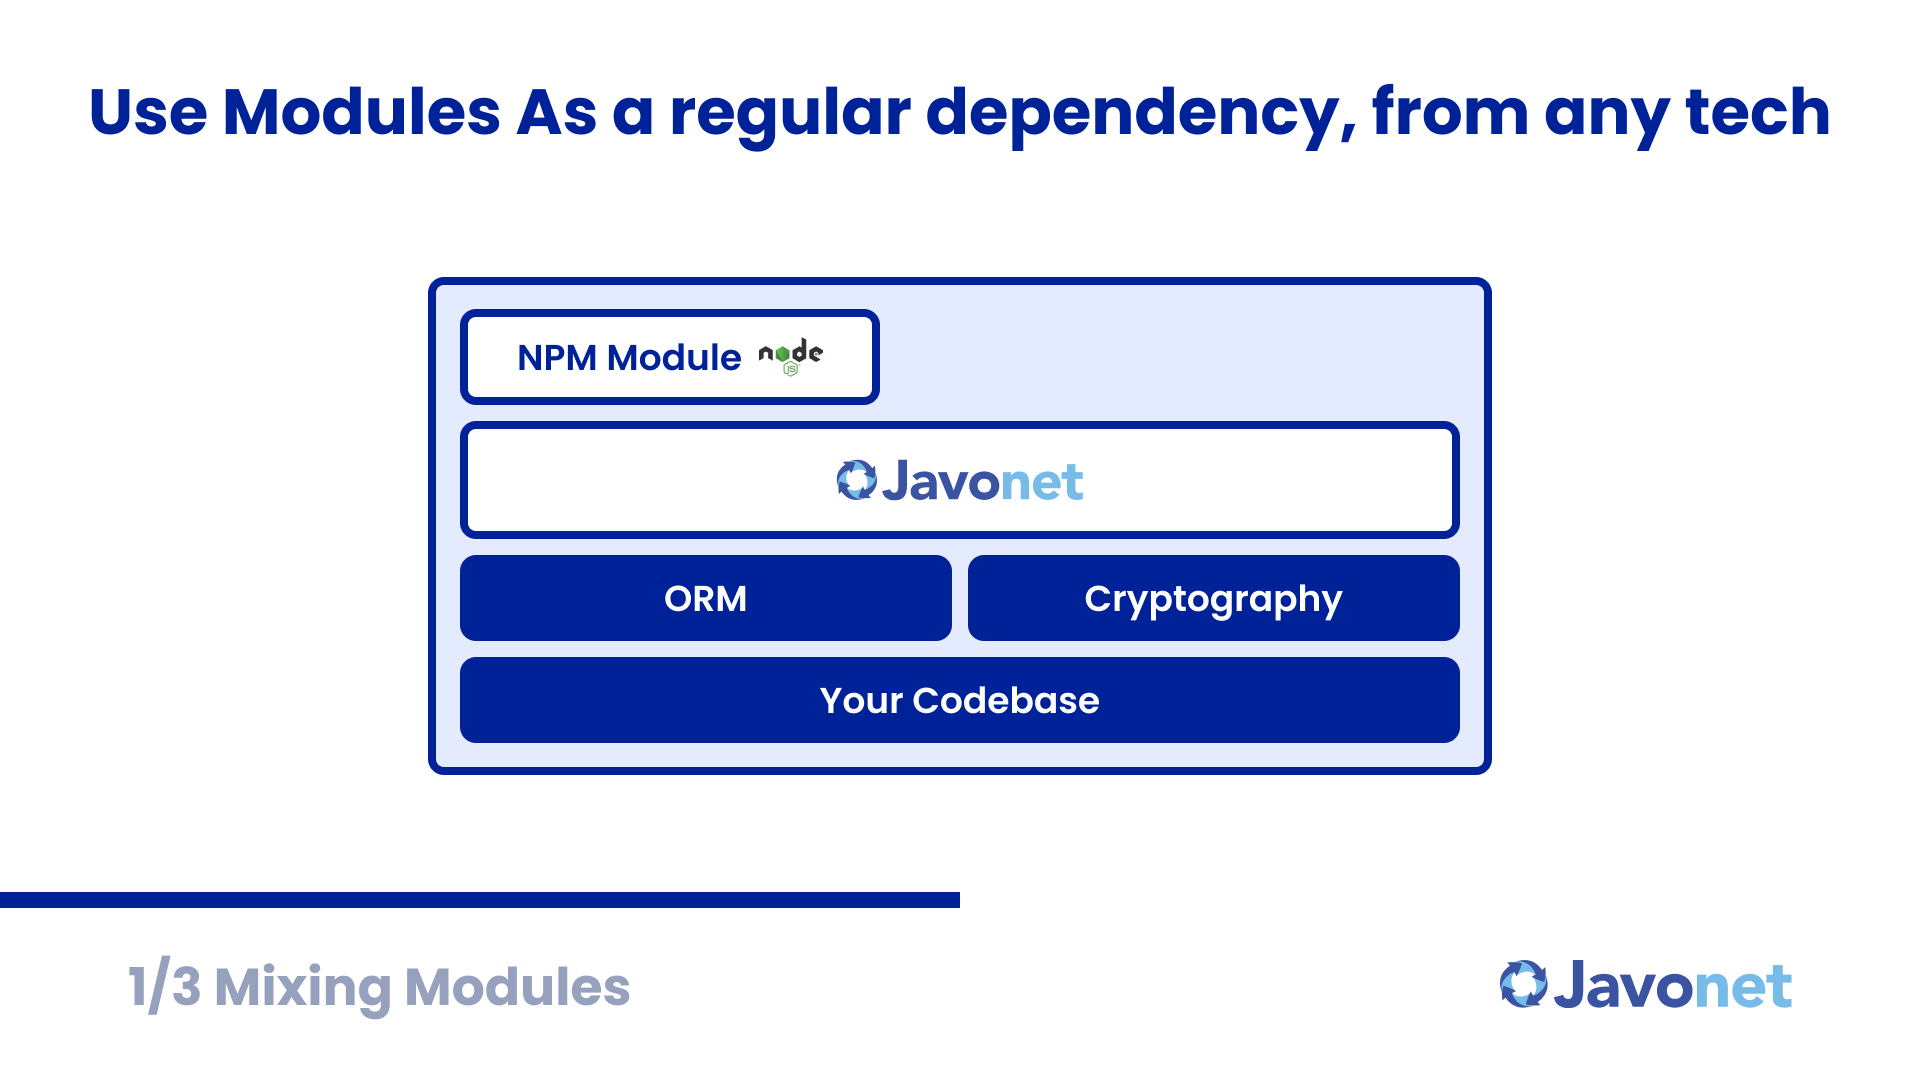 Use Modules As a regular dependency, from any tech
NPM Module node JS
Javonet
ORM
Cryptography
Your Codebase
1/3 Mixing Modules
Javonet